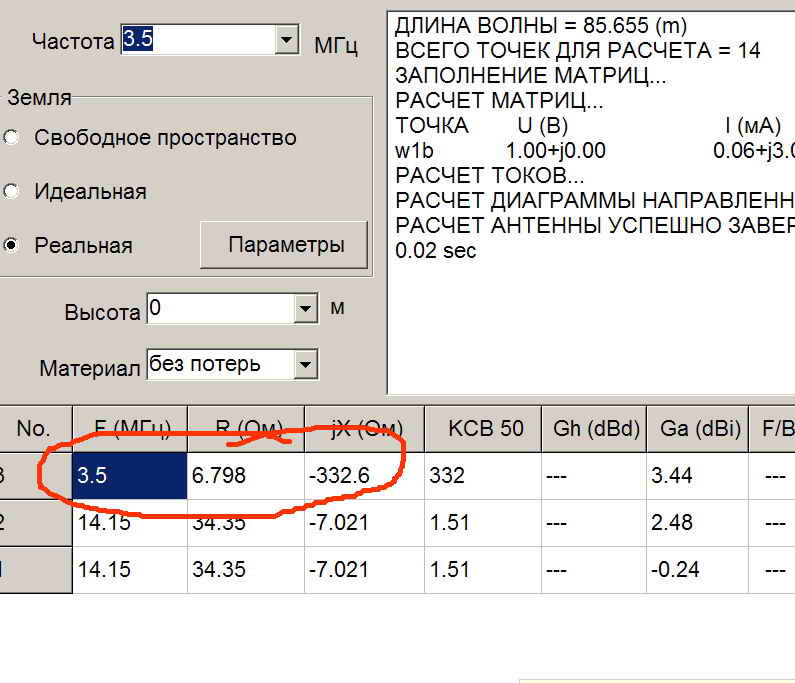 Частота 3.5 МГц
Земля
Свободное пространство
Идеальная
Реальная Параметры
Высота 0 м
Материал без потерь
ДЛИНА ВОЛНЫ = 85.655 (m)
ВСЕГО ТОЧЕК ДЛЯ РАСЧЕТА = 14
ЗАПОЛНЕНИЕ МАТРИЦ...
РАСЧЕТ МАТРИЦ...
ТОЧКА U (В) I (мА)
w1b 1.00+j0.00 0.06+j3.0
РАСЧЕТ ТОКОВ...
РАСЧЕТ ДИАГРАММЫ НАПРАВЛЕНН
РАСЧЕТ АНТЕННЫ УСПЕШНО ЗАВЕР
0.02 sec
No. F (МГц) R (Ом) jX (Ом) КСВ 50 Gh (dBd) Ga (dBi) F/B
3 3.5 6.798 -332.6 332 --- 3.44 ---
2 14.15 34.35 -7.021 1.51 --- 2.48 ---
1 14.15 34.35 -7.021 1.51 --- -0.24 ---